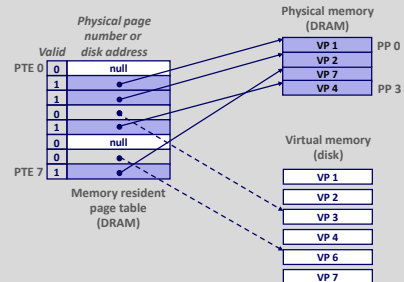 Physical page
number or
disk address
Valid
PTE 0
0
null
1
1
0
1
0
null
0
PTE 7
1
Memory resident
page table
(DRAM)
Physical memory
(DRAM)
VP 1
PP 0
VP 2
VP 7
VP 4
PP 3
Virtual memory
(disk)
VP 1
VP 2
VP 3
VP 4
VP 6
VP 7